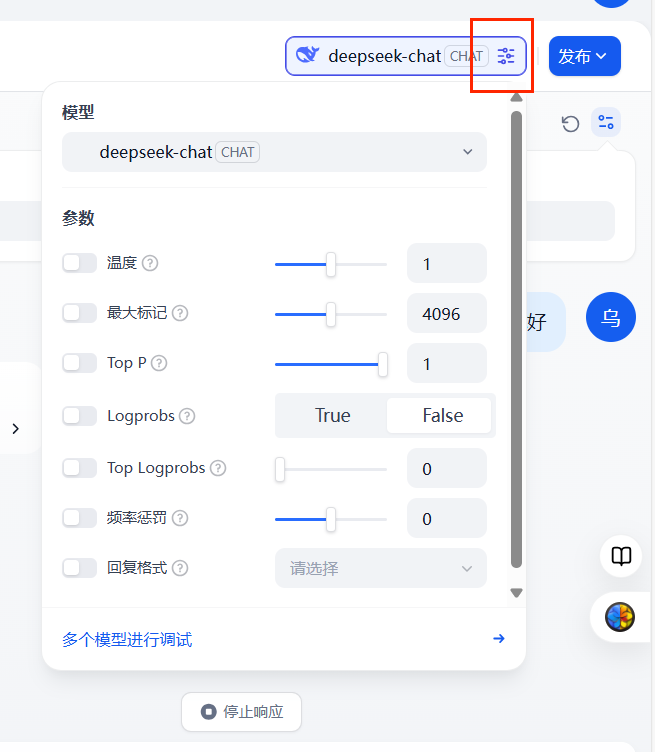 deepseek-chat CHAT
发布
模型
deepseek-chat CHAT
参数
温度 1
最大标记 4096
好
乌
Top P 1
Logprobs True False
Top Logprobs 0
频率惩罚 0
回复格式 请选择
多个模型进行调试
停止响应